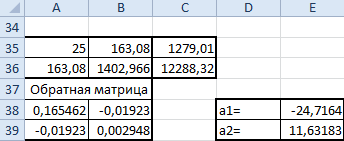 A B C D E
34
35 25 163,08 1279,01
36 163,08 1402,966 12288,32
37 Обратная матрица
38 0,165462 -0,01923 a1= -24,7164
39 -0,01923 0,002948 a2= 11,63183